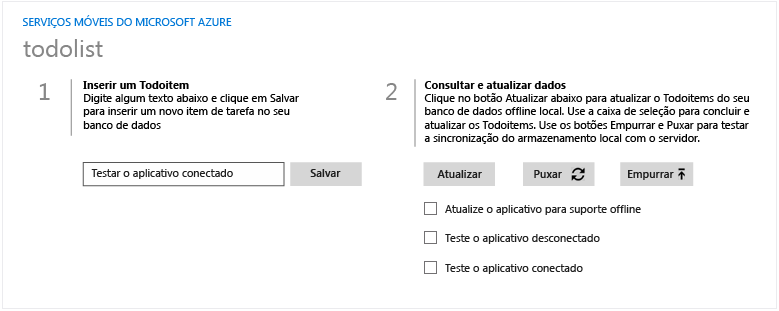 SERVIÇOS MÓVEIS DO MICROSOFT AZURE
todolist
1
Inserir um Todoitem
Digite algum texto abaixo e clique em Salvar
para inserir um novo item de tarefa no seu
banco de dados
Testar o aplicativo conectado
Salvar
2
Consultar e atualizar dados
Clique no botão Atualizar abaixo para atualizar o Todoitems do seu
banco de dados offline local. Use a caixa de seleção para concluir e
atualizar os Todoitems. Use os botões Empurrar e Puxar para testar
a sincronização do armazenamento local com o servidor.
Atualizar
Puxar
Empurrar
Atualize o aplicativo para suporte offline
Teste o aplicativo desconectado
Teste o aplicativo conectado